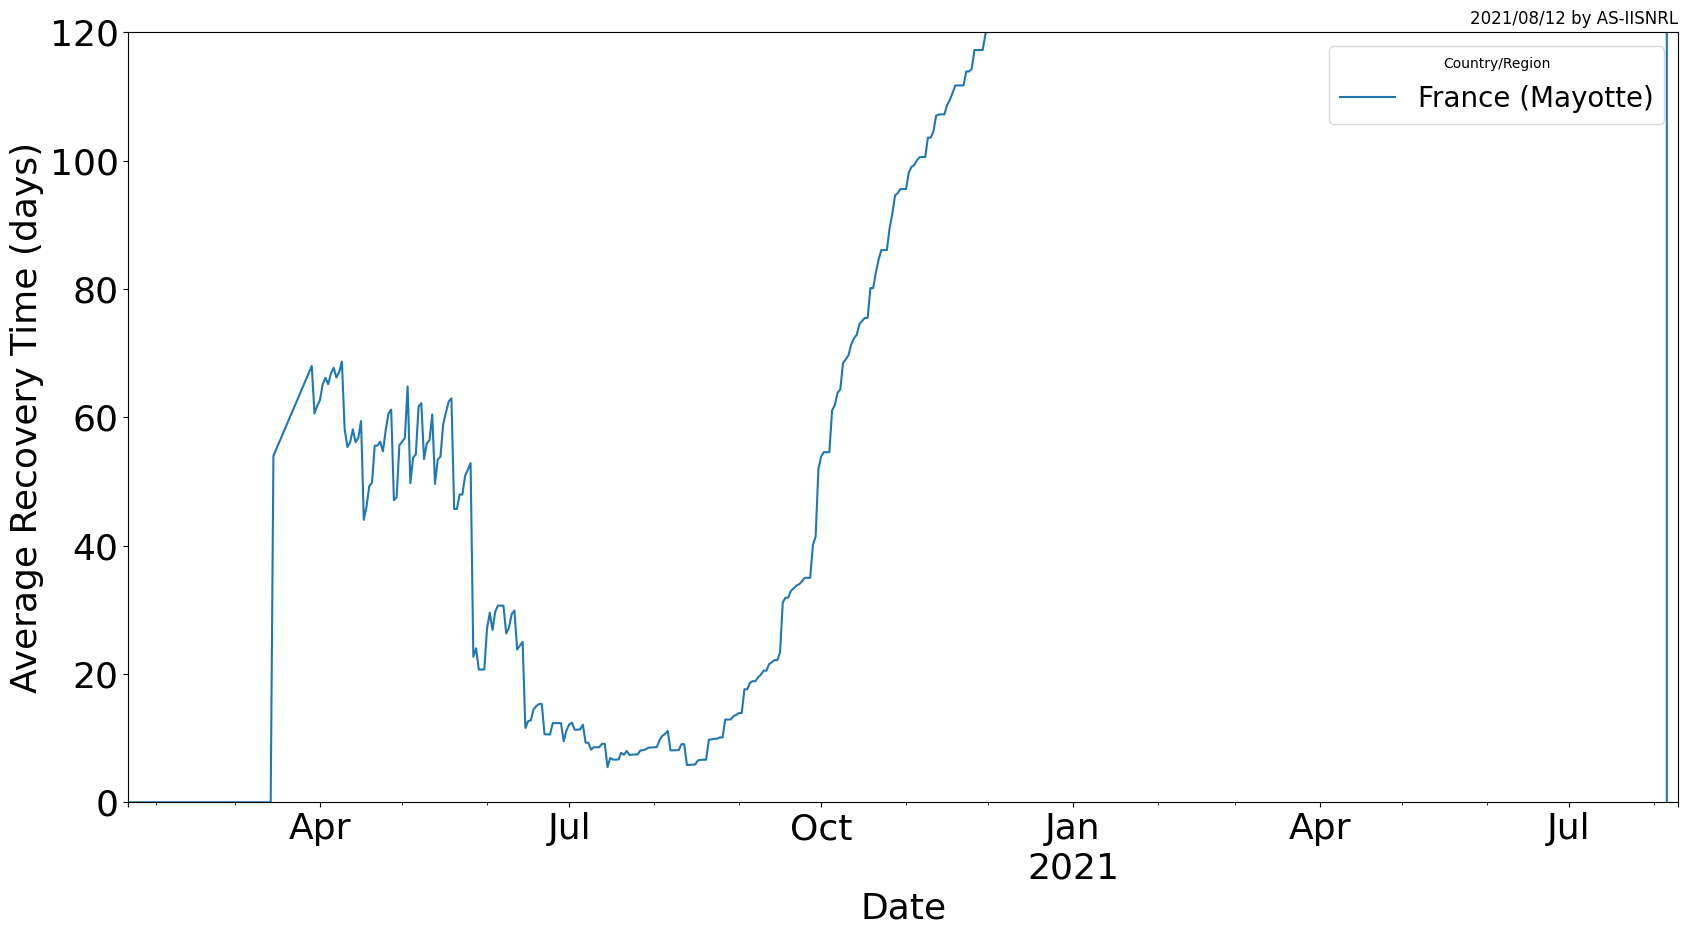 2021/08/12 by AS-IISNRL
Country/Region
France (Mayotte)
Average Recovery Time (days)
120
100
80
60
40
20
0
Apr
Jul
Oct
Jan
2021
Apr
Jul
Date